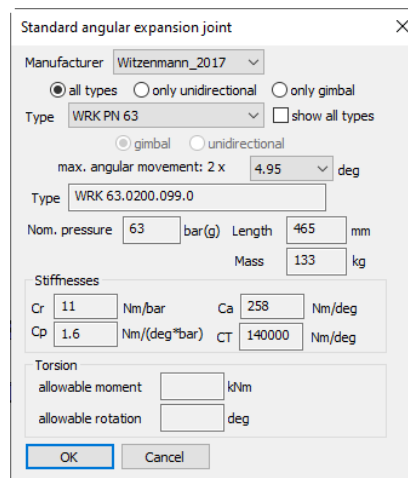 Standard angular expansion joint
Manufacturer Witzenmann_2017
all types only unidirectional only gimbal
Type WRK PN 63 show all types
gimbal unidirectional
max. angular movement: 2 x 4.95 deg
Type WRK 63.0200.099.0
Nom. pressure 63 bar(g) Length 465 mm
Mass 133 kg
Stiffnesses
Cr 11 Nm/bar Ca 258 Nm/deg
Cp 1.6 Nm/(deg*bar) CT 140000 Nm/deg
Torsion
allowable moment kNm
allowable rotation deg
OK Cancel